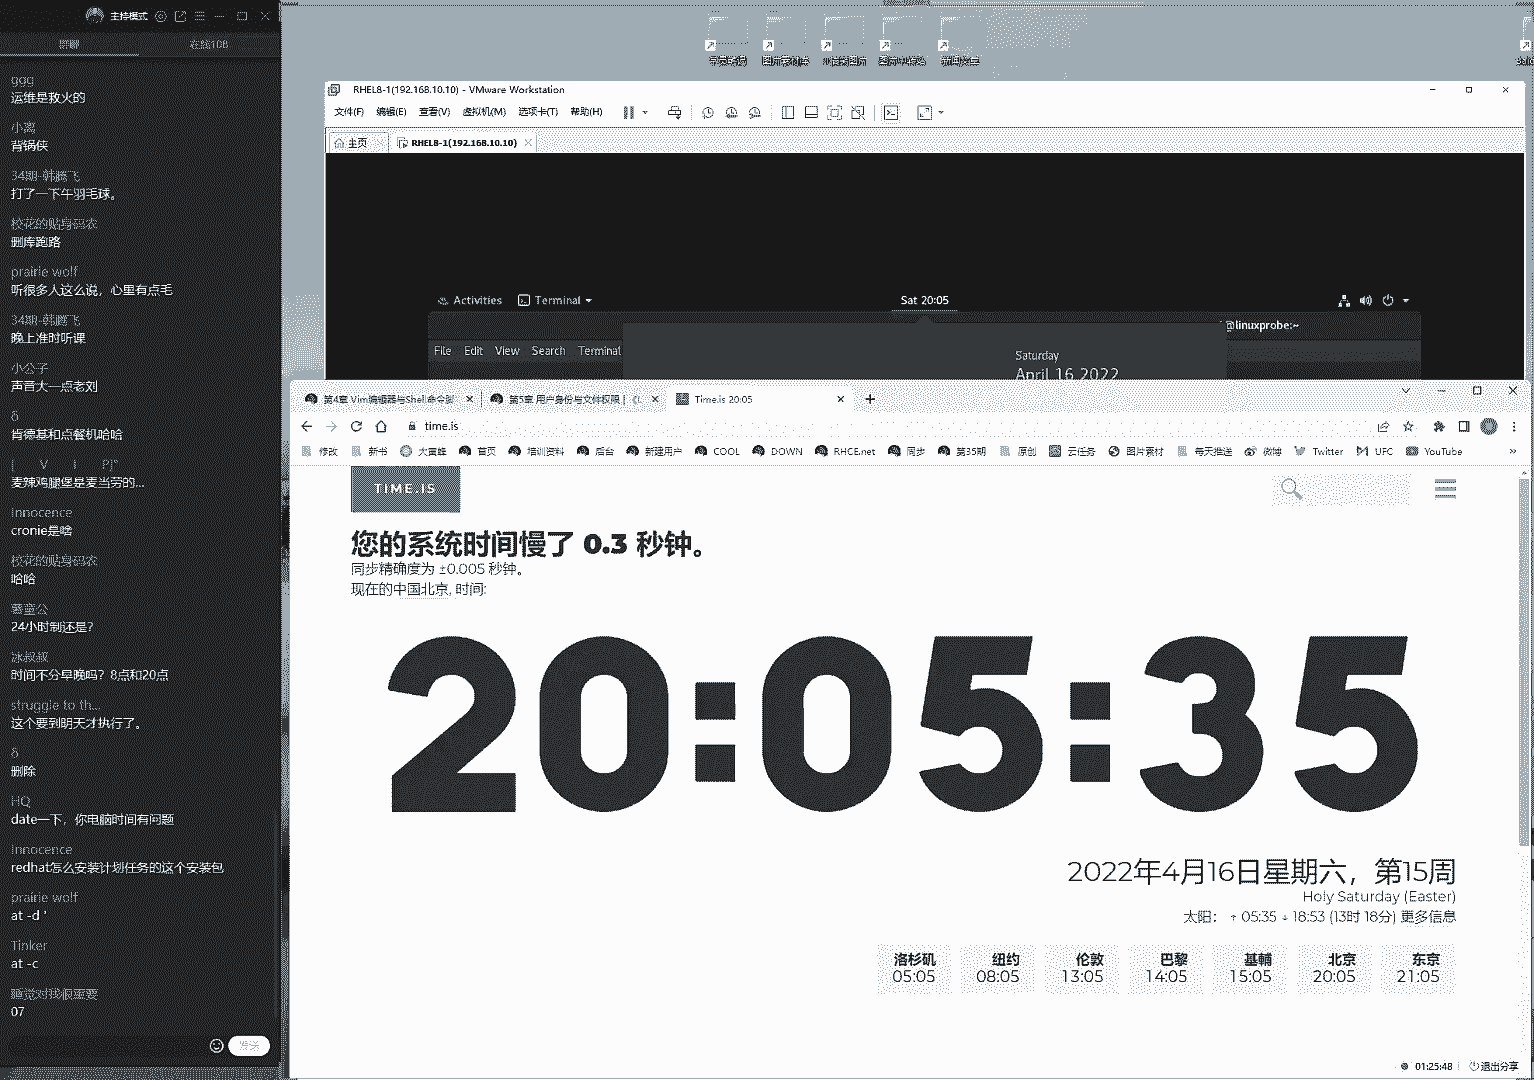 主持模式
群聊
在线108
ggg
运维是救火的
小离
背锅侠
34期-韩腾飞
打了一下午羽毛球。
校花的贴身码农
删库跑路
prairie wolf
听很多人这么说，心里有点毛
34期-韩腾飞
晚上准时听课
小公子
声音大一点老刘
δ
肯德基和点餐机哈哈
麦辣鸡腿堡是麦当劳的...
Innocence
cronie是啥
校花的贴身码农
哈哈
24小时制还是?
冰叔叔
时间不分早晚吗？8点和20点
struggle to th...
这个要到明天才执行了。
δ
删除
HQ
date一下，你电脑时间有问题
Innocence
redhat怎么安装计划任务的这个安装包
prairie wolf
at -d '
Tinker
at -c
睡觉对我很重要
07
发送
RHEL8-1(192.168.10.10) - VMware Workstation
文件(F) 编辑(E) 查看(V) 虚拟机(M) 选项卡(T) 帮助(H)
主页 RHEL8-1(192.168.10.10)
Activities Terminal Sat 20:05
@linuxprobe:~
File Edit View Search Terminal
Saturday
April 16 2022
第4章 Vim编辑器与Shell命令脚 第5章 用户身份与文件权限 | 《L Time.is 20:05
time.is
修改 新书 大黄蜂 首页 培训资料 后台 新建用户 COOL DOWN RHCE.net 同步 第35期 原创 云任务 图片素材 每天推送 微博 Twitter UFC YouTube »
TIME.IS
您的系统时间慢了 0.3 秒钟。
同步精确度为 ±0.005 秒钟。
现在的中国北京, 时间:
20:05:35
2022年4月16日星期六，第15周
Holy Saturday (Easter)
太阳: ↑ 05:35 ↓ 18:53 (13时 18分) 更多信息
洛杉矶 纽约 伦敦 巴黎 基輔 北京 东京
05:05 08:05 13:05 14:05 15:05 20:05 21:05
01:25:48 退出分享